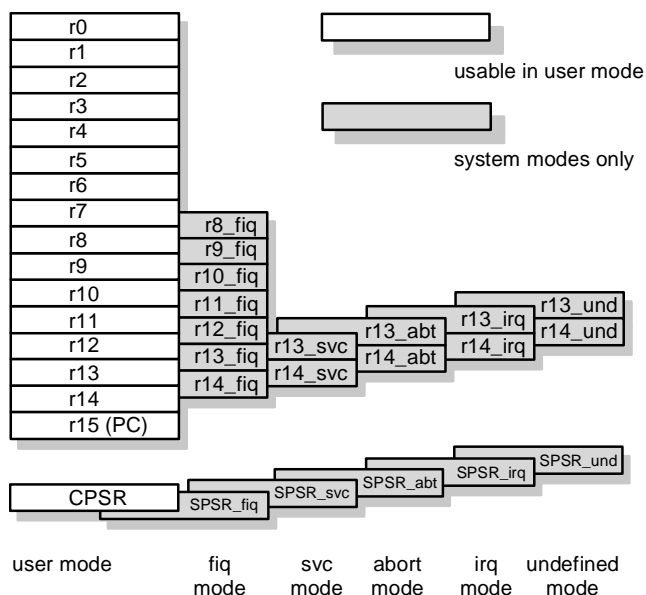 r0
r1
r2
r3
r4
r5
r6
r7
r8
r9
r10
r11
r12
r13
r14
r15 (PC)
usable in user mode
system modes only
r8_fiq
r9_fiq
r10_fiq
r11_fiq
r12_fiq
r13_fiq
r14_fiq
r13_svc
r14_svc
r13_abt
r14_abt
r13_irq
r14_irq
r13_und
r14_und
CPSR
SPSR_fiq
SPSR_svc
SPSR_abt
SPSR_irq
SPSR_und
user mode
fiq
mode
svc
mode
abort
mode
irq
mode
undefined
mode